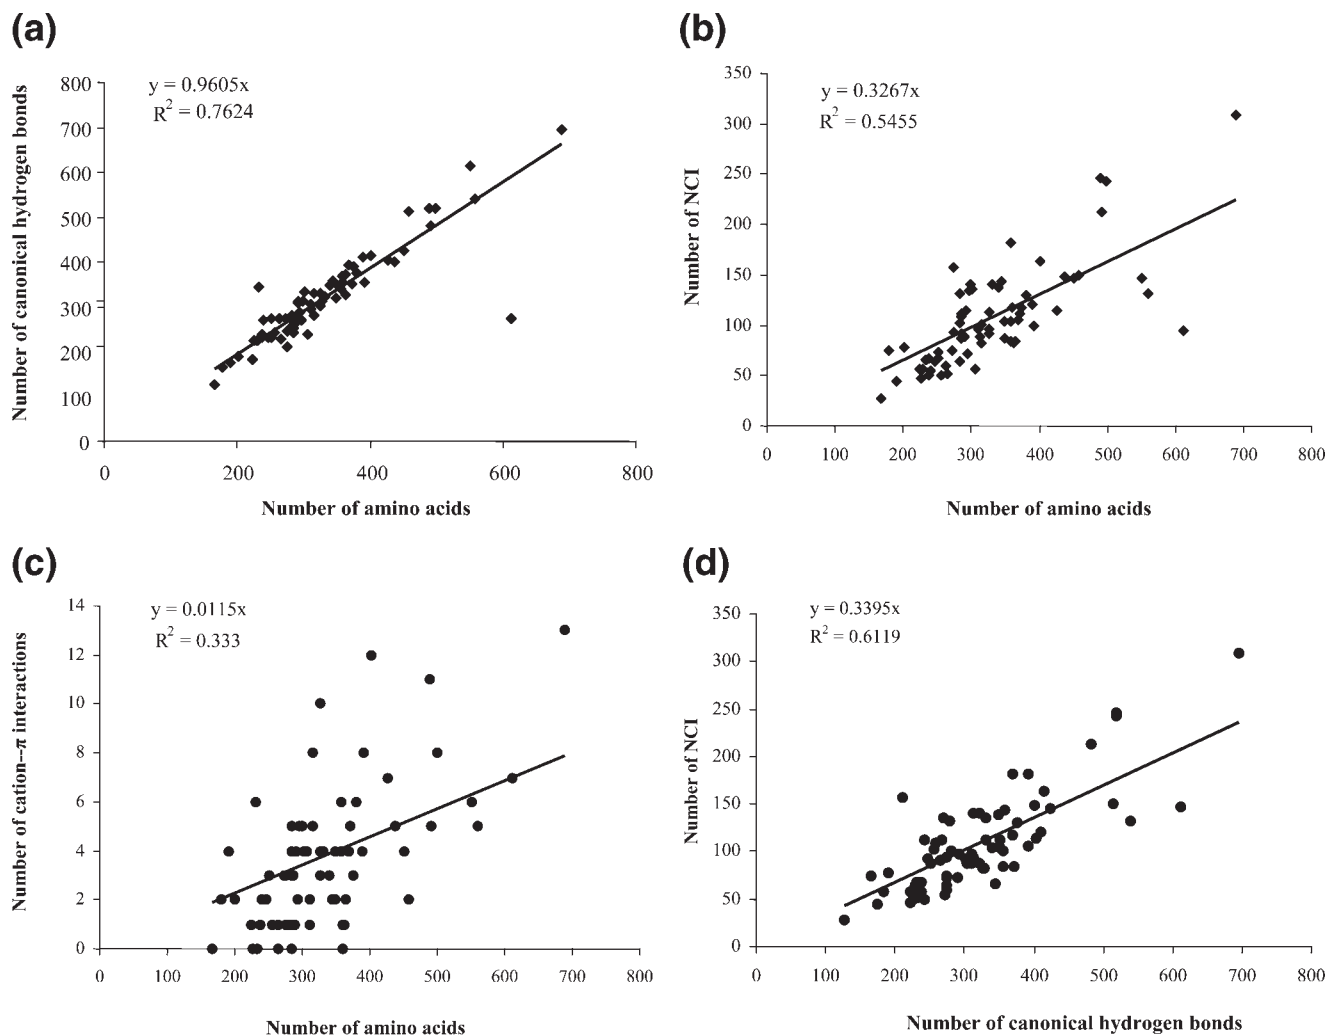 (a)
y = 0.9605x
R² = 0.7624
Number of canonical hydrogen bonds
800
700
600
500
400
300
200
100
0
0 200 400 600 800
Number of amino acids
(b)
y = 0.3267x
R² = 0.5455
Number of NCI
350
300
250
200
150
100
50
0
0 100 200 300 400 500 600 700 800
Number of amino acids
(c)
y = 0.0115x
R² = 0.333
Number of cation--π interactions
14
12
10
8
6
4
2
0
0 100 200 300 400 500 600 700 800
Number of amino acids
(d)
y = 0.3395x
R² = 0.6119
Number of NCI
350
300
250
200
150
100
50
0
0 100 200 300 400 500 600 700 800
Number of canonical hydrogen bonds